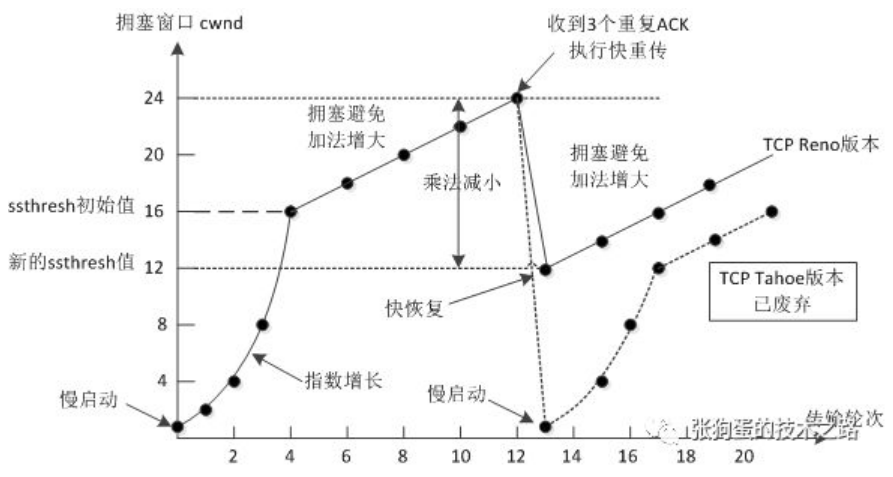 拥塞窗口 cwnd
收到3个重复ACK
执行快重传
24
拥塞避免
加法增大
20
拥塞避免
加法增大
TCP Reno版本
乘法减小
ssthresh初始值
16
新的ssthresh值
12
TCP Tahoe版本
已废弃
快恢复
8
指数增长
4
慢启动
慢启动
传输轮次
张狗蛋的技术之路
2
4
6
8
10
12
14
16
18
20